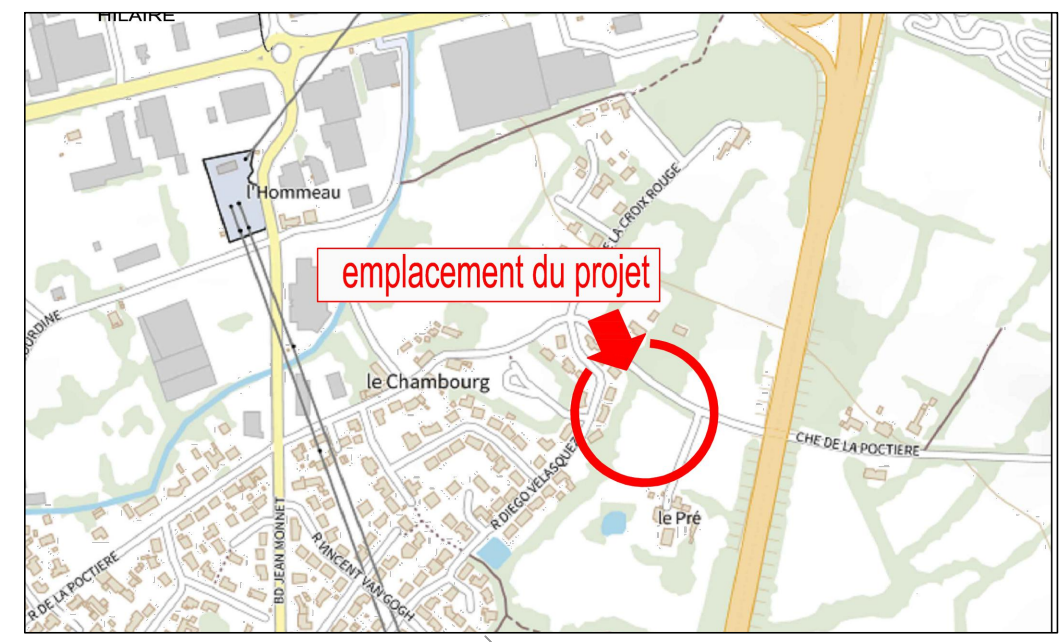 HILAIRE
l'Hommeau
E LA CROIX ROUGE
emplacement du projet
OURDINE
le Chambourg
CHE DE LA POCTIERE
R DIEGO VELASQUEZ
le Pré
BD JEAN MONNET
R VINCENT VAN GOGH
R DE LA POCTIERE